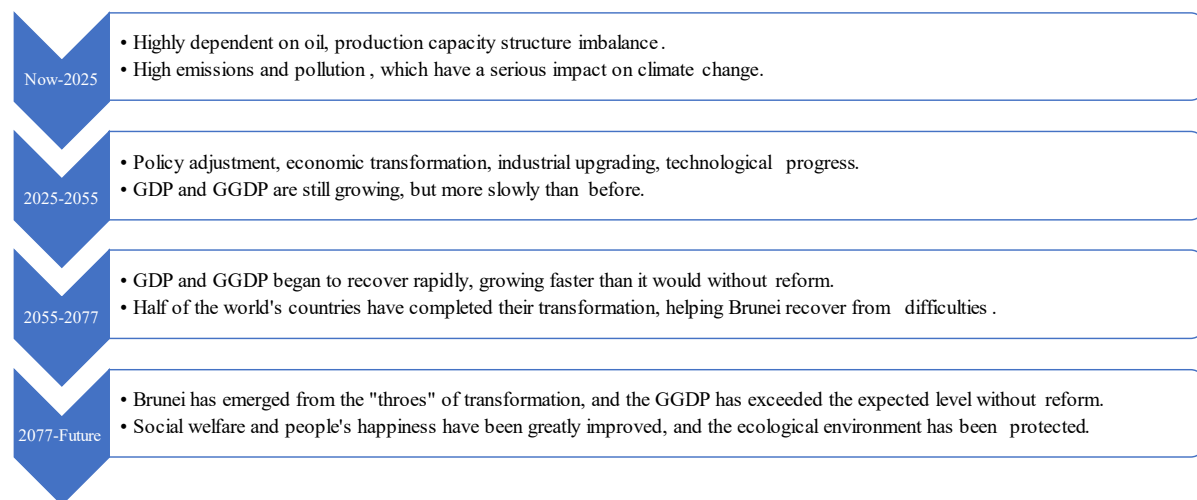 Now-2025
• Highly dependent on oil, production capacity structure imbalance.
• High emissions and pollution, which have a serious impact on climate change.
2025-2055
• Policy adjustment, economic transformation, industrial upgrading, technological progress.
• GDP and GGDP are still growing, but more slowly than before.
2055-2077
• GDP and GGDP began to recover rapidly, growing faster than it would without reform.
• Half of the world's countries have completed their transformation, helping Brunei recover from difficulties.
2077-Future
• Brunei has emerged from the "throes" of transformation, and the GGDP has exceeded the expected level without reform.
• Social welfare and people's happiness have been greatly improved, and the ecological environment has been protected.